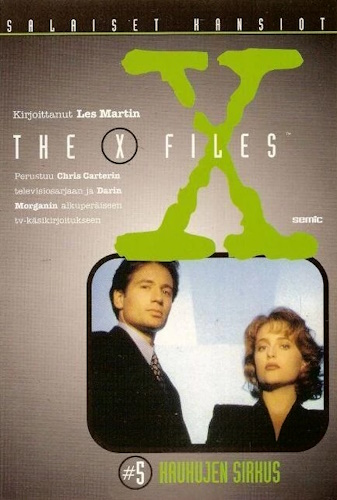 SALAISET KANSIOT
Kirjoittanut Les Martin
THE X FILES™
Perustuu Chris Carterin
televisiosarjaan ja Darin
Morganin alkuperäiseen
tv-käsikirjoitukseen
X
semic
#5 KAUHUJEN SIRKUS